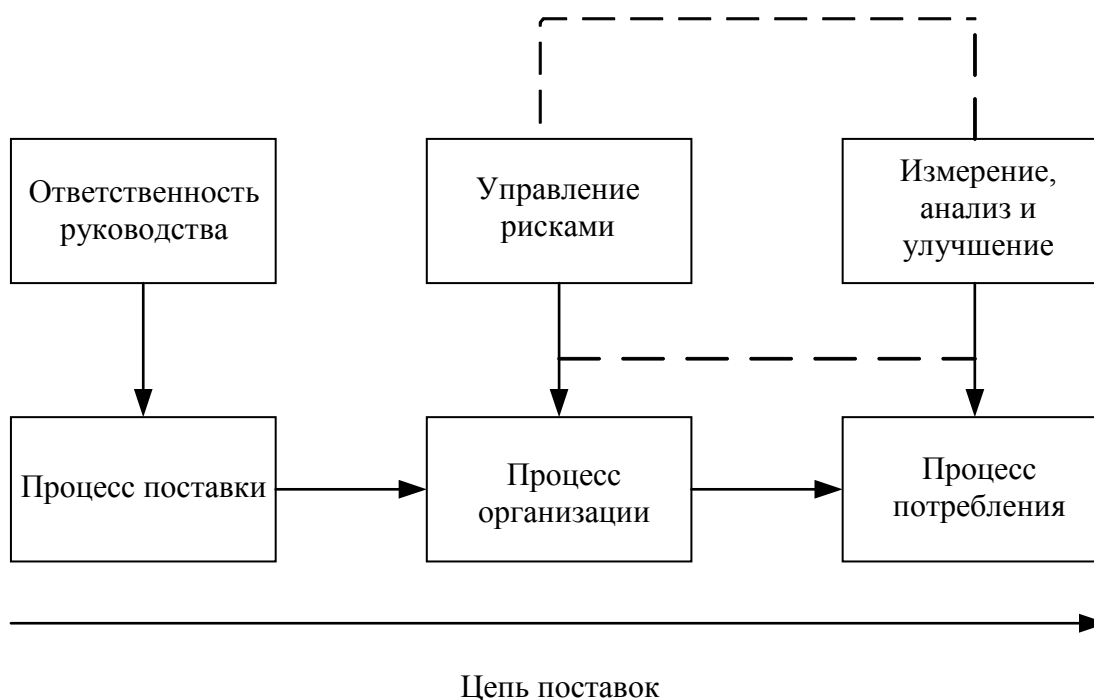 Ответственность
руководства
Управление
рисками
Измерение,
анализ и
улучшение
Процесс поставки
Процесс
организации
Процесс
потребления
Цепь поставок